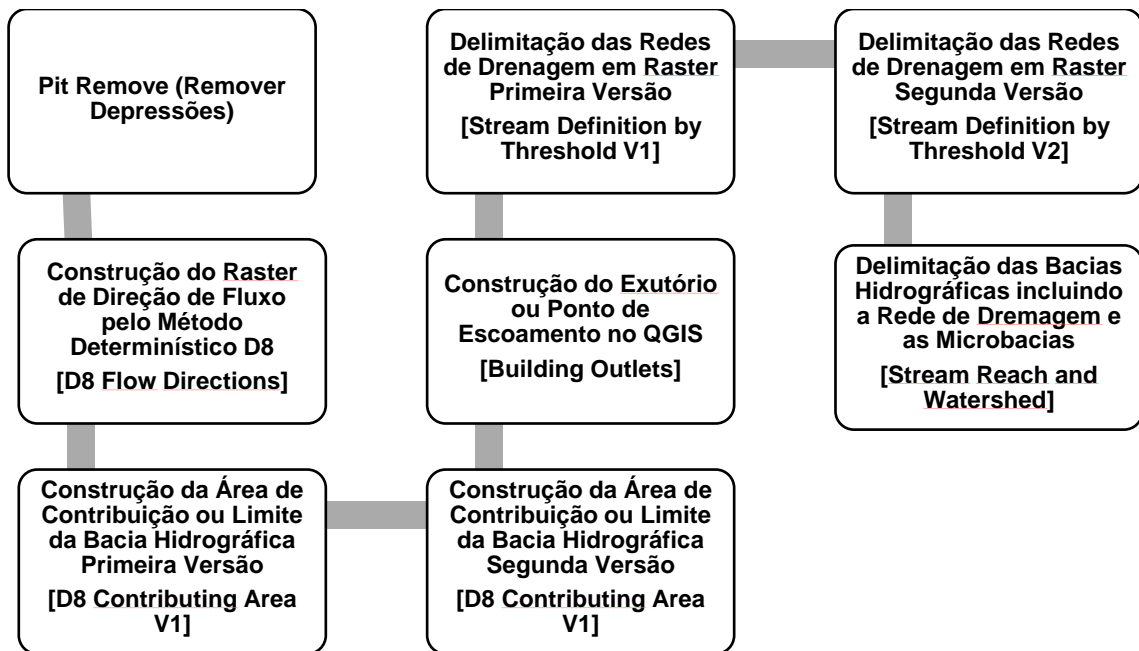 Pit Remove (Remover
Depressões)
Construção do Raster
de Direção de Fluxo
pelo Método
Determinístico D8
[D8 Flow Directions]
Construção da Área de
Contribuição ou Limite
da Bacia Hidrográfica
Primeira Versão
[D8 Contributing Area
V1]
Construção da Área de
Contribuição ou Limite
da Bacia Hidrográfica
Segunda Versão
[D8 Contributing Area
V1]
Construção do Exutório
ou Ponto de
Escoamento no QGIS
[Building Outlets]
Delimitação das Redes
de Drenagem em Raster
Primeira Versão
[Stream Definition by
Threshold V1]
Delimitação das Redes
de Drenagem em Raster
Segunda Versão
[Stream Definition by
Threshold V2]
Delimitação das Bacias
Hidrográficas incluindo
a Rede de Dremagem e
as Microbacias
[Stream Reach and
Watershed]